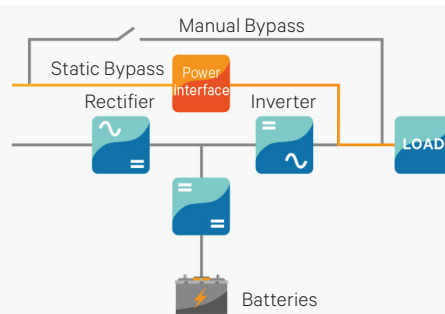 Manual Bypass
Static Bypass
Power
interface
Rectifier
Inverter
LOAD
Batteries